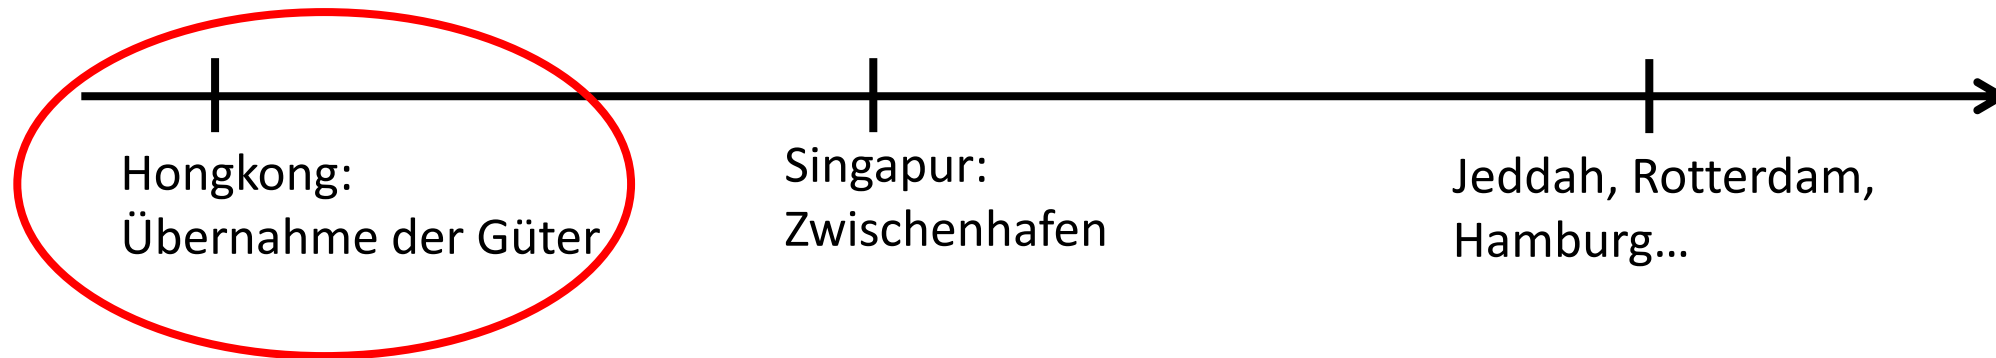 Hongkong:
Übernahme der Güter
Singapur:
Zwischenhafen
Jeddah, Rotterdam,
Hamburg...